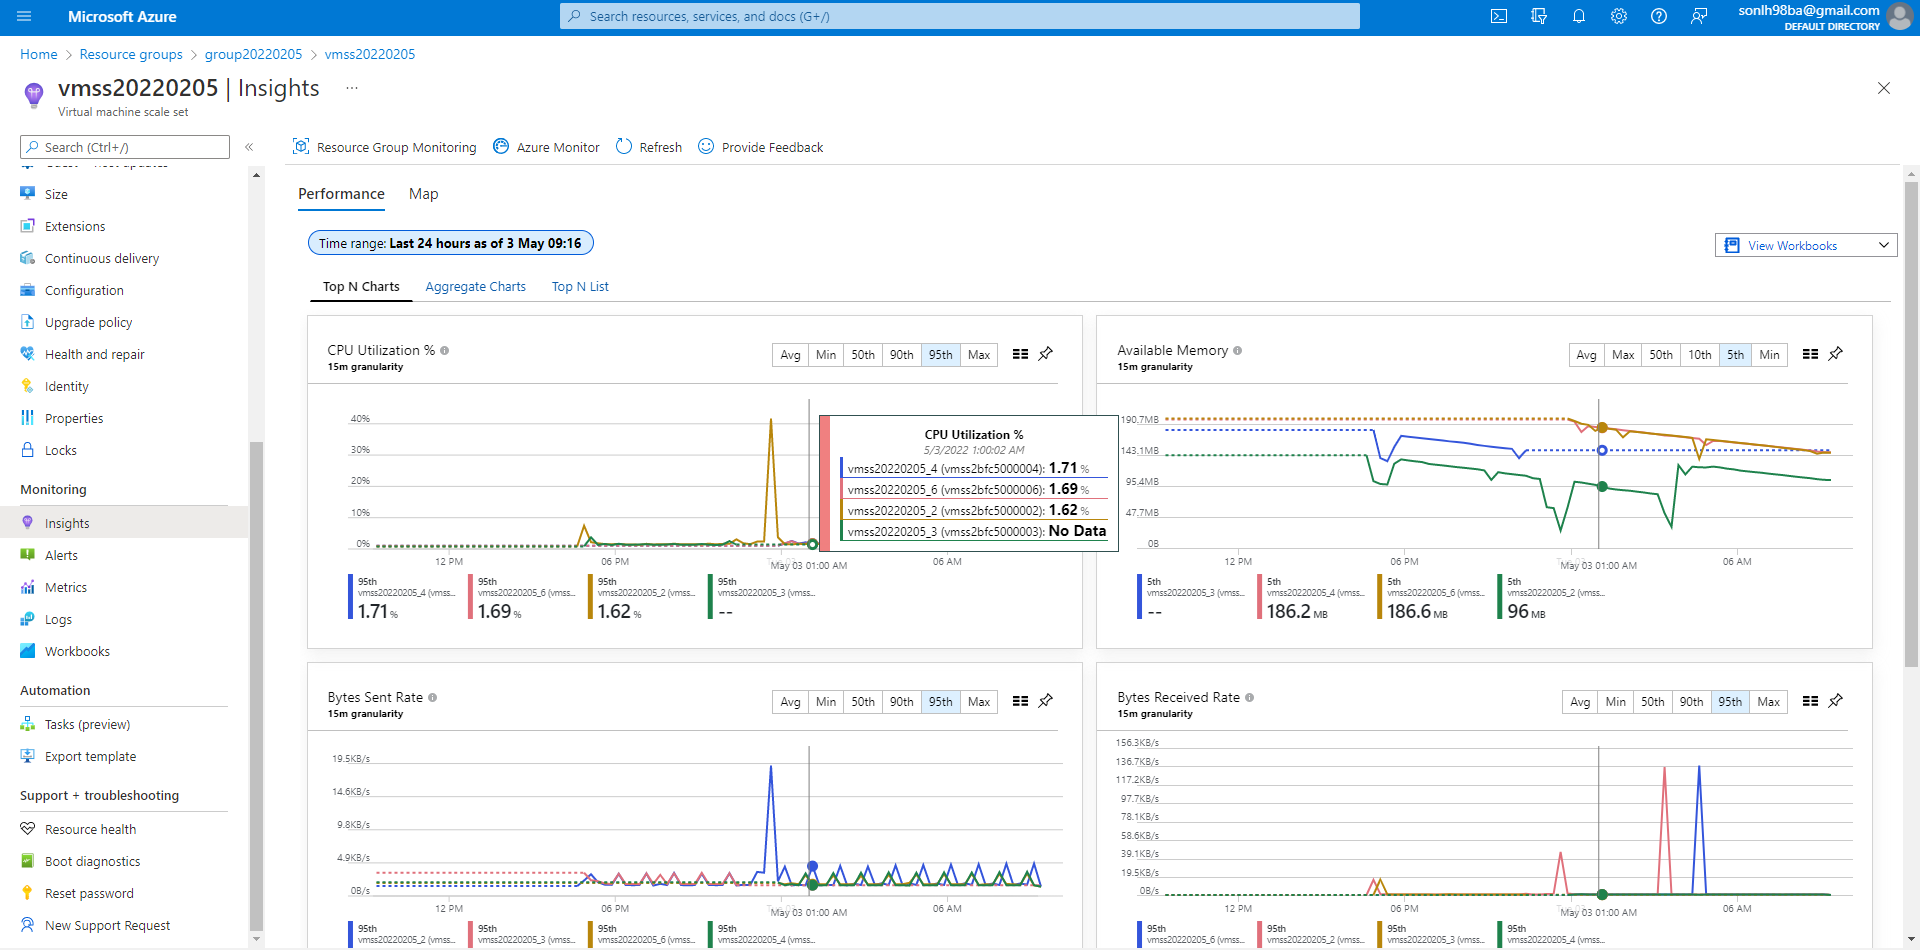 Microsoft Azure
Search resources, services, and docs (G+/)
sonlh98ba@gmail.com
DEFAULT DIRECTORY
Home > Resource groups > group20220205 > vmss20220205
vmss20220205 | Insights ...
Virtual machine scale set
Search (Ctrl+/)
«
Size
Extensions
Continuous delivery
Configuration
Upgrade policy
Health and repair
Identity
Properties
Locks
Monitoring
Insights
Alerts
Metrics
Logs
Workbooks
Automation
Tasks (preview)
Export template
Support + troubleshooting
Resource health
Boot diagnostics
Reset password
New Support Request
Resource Group Monitoring
Azure Monitor
Refresh
Provide Feedback
Performance
Map
Time range: Last 24 hours as of 3 May 09:16
View Workbooks
Top N Charts
Aggregate Charts
Top N List
CPU Utilization %
15m granularity
Avg Min 50th 90th 95th Max
40%
30%
20%
10%
0%
12 PM
06 PM
May 03 01:00 AM
06 AM
CPU Utilization %
5/3/2022 1:00:02 AM
vmss20220205_4 (vmss2bfc5000004): 1.71 %
vmss20220205_6 (vmss2bfc5000006): 1.69 %
vmss20220205_2 (vmss2bfc5000002): 1.62 %
vmss20220205_3 (vmss2bfc5000003): No Data
95th
vmss20220205_4 (vmss...
1.71 %
95th
vmss20220205_6 (vmss...
1.69 %
95th
vmss20220205_2 (vmss...
1.62 %
95th
vmss20220205_3 (vmss...
--
Available Memory
15m granularity
Avg Max 50th 10th 5th Min
190.7MB
143.1MB
95.4MB
47.7MB
0B
12 PM
06 PM
May 03 01:00 AM
06 AM
5th
vmss20220205_3 (vmss...
--
5th
vmss20220205_4 (vmss...
186.2 MB
5th
vmss20220205_6 (vmss...
186.6 MB
5th
vmss20220205_2 (vmss...
96 MB
Bytes Sent Rate
15m granularity
Avg Min 50th 90th 95th Max
19.5KB/s
14.6KB/s
9.8KB/s
4.9KB/s
0B/s
12 PM
06 PM
May 03 01:00 AM
06 AM
95th
vmss20220205_2 (vmss...
95th
vmss20220205_3 (vmss...
95th
vmss20220205_6 (vmss...
95th
vmss20220205_4 (vmss...
Bytes Received Rate
15m granularity
Avg Min 50th 90th 95th Max
156.3KB/s
136.7KB/s
117.2KB/s
97.7KB/s
78.1KB/s
58.6KB/s
39.1KB/s
19.5KB/s
0B/s
12 PM
06 PM
May 03 01:00 AM
06 AM
95th
vmss20220205_6 (vmss...
95th
vmss20220205_2 (vmss...
95th
vmss20220205_3 (vmss...
95th
vmss20220205_4 (vmss...